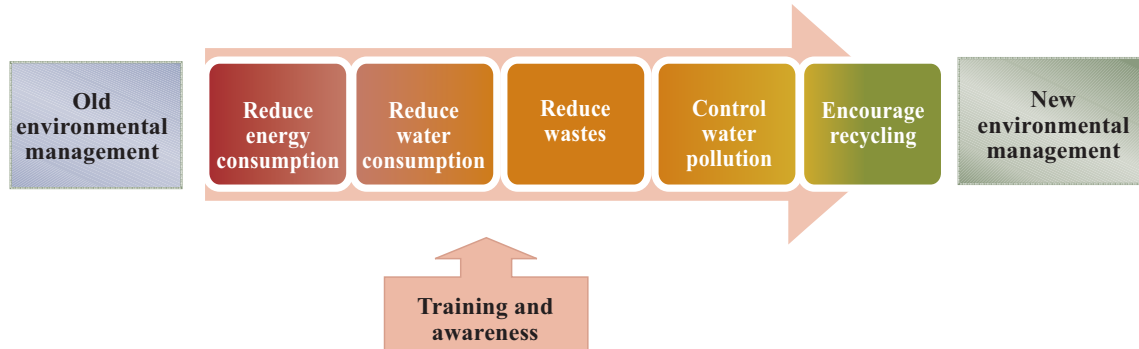 Old
environmental
management
Reduce
energy
consumption
Reduce
water
consumption
Reduce
wastes
Control
water
pollution
Encourage
recycling
New
environmental
management
Training and
awareness